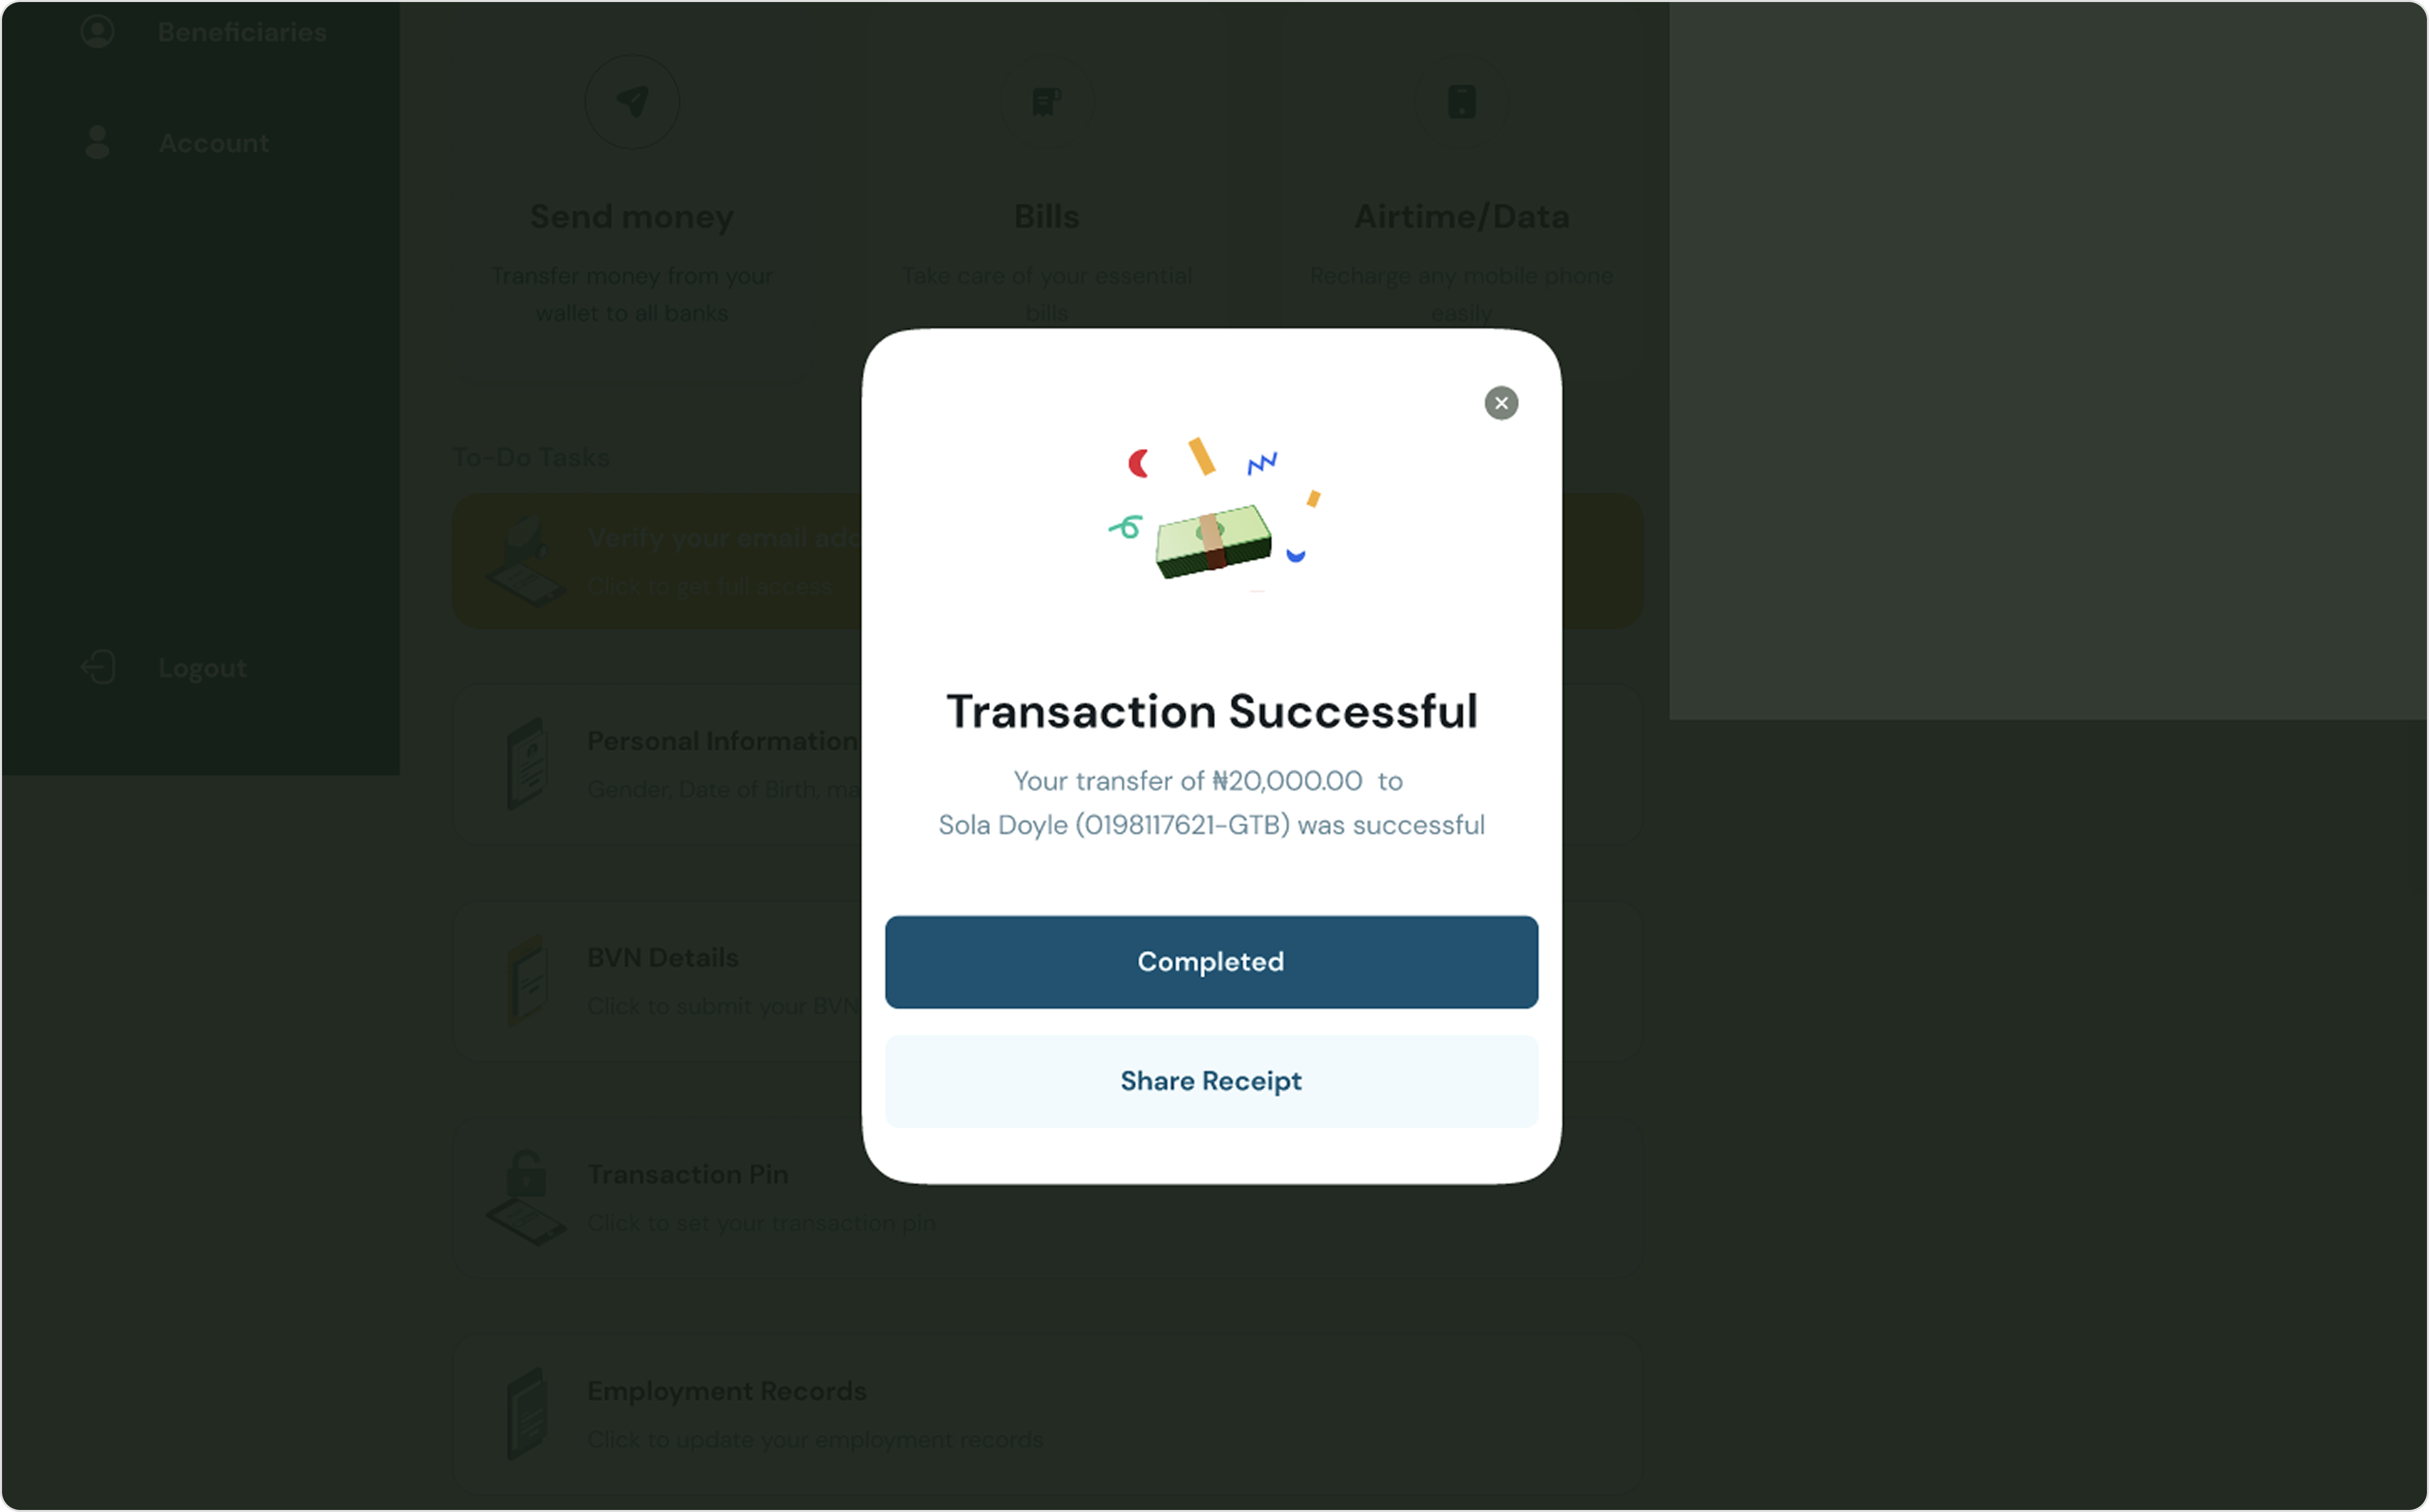 Beneficiaries
Account
Logout
Send money
Transfer money from your
wallet to all banks
Bills
Take care of your essential
bills
Airtime/Data
Recharge any mobile phone
easily
To-Do Tasks
Verify your email
Click to get full access
Personal Information
Gender, Date of Birth,
BVN Details
Click to submit your BVN
Transaction Pin
Click to set your transaction pin
Employment Records
Click to update your employment records
Transaction Successful
Your transfer of ₦20,000.00 to
Sola Doyle (0198117621-GTB) was successful
Completed
Share Receipt